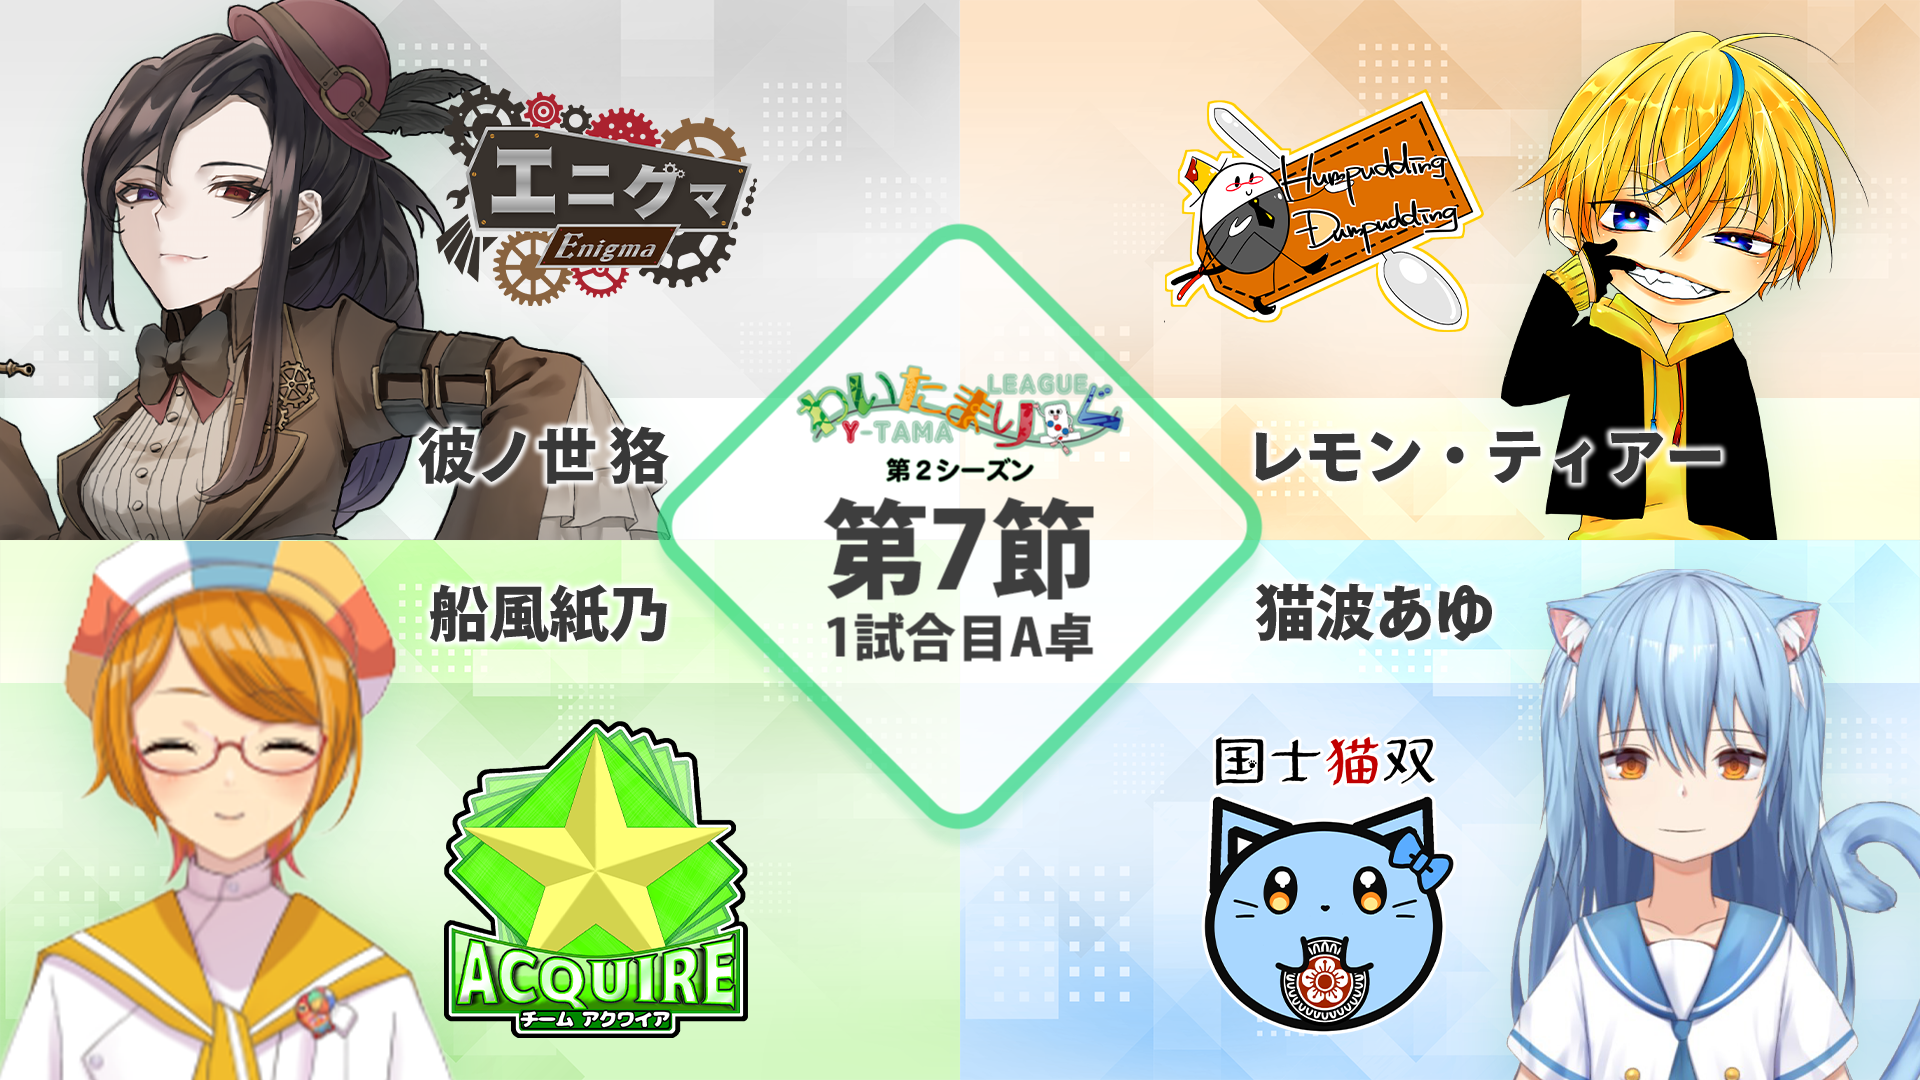 エニグマ
Enigma
彼ノ世 狢
Humpudding
Dumpudding
レモン・ティアー
わいたまりーぐ
LEAGUE
Y-TAMA
第2シーズン
第7節
1試合目A卓
船風紙乃
ACQUIRE
チーム アクワイア
猫波あゆ
国士猫双